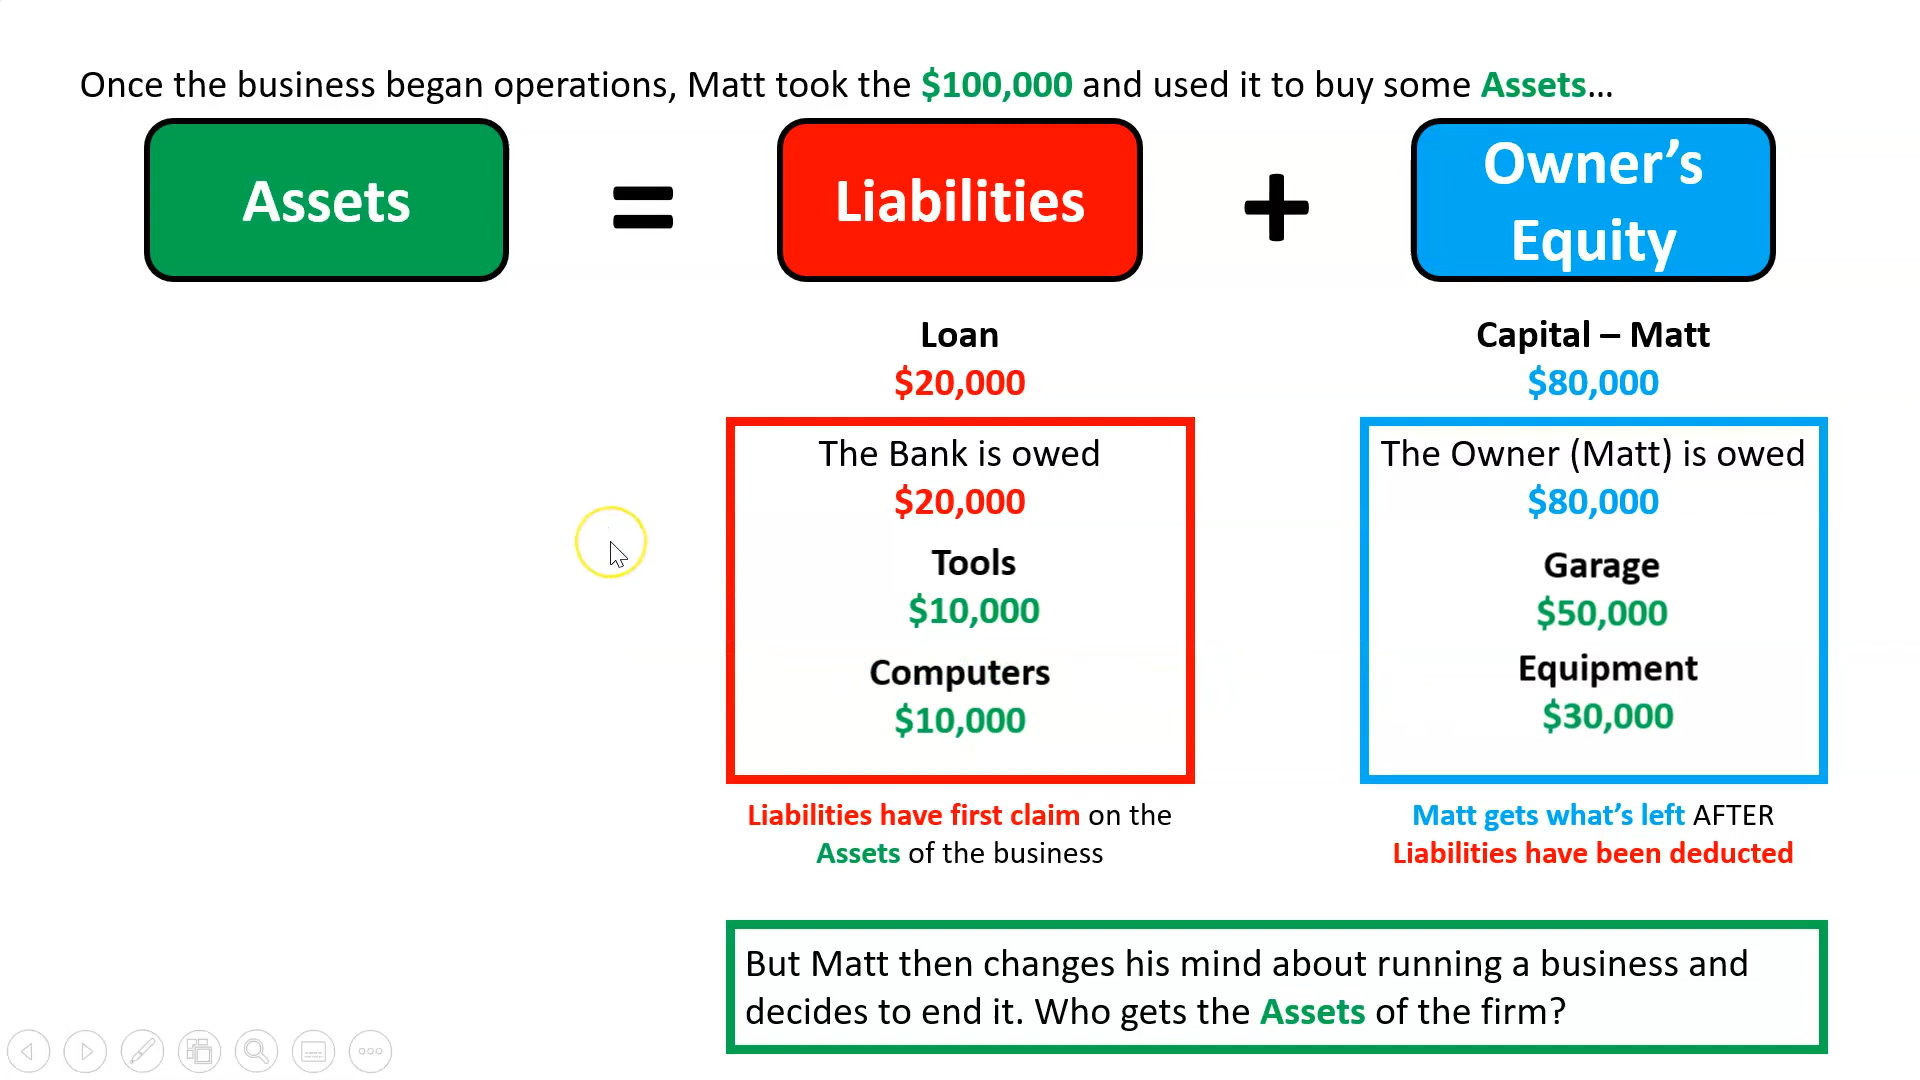 Once the business began operations, Matt took the $100,000 and used it to buy some Assets...
Assets
=
Liabilities
+
Owner's
Equity
Loan
$20,000
Capital – Matt
$80,000
The Bank is owed
$20,000
Tools
$10,000
Computers
$10,000
The Owner (Matt) is owed
$80,000
Garage
$50,000
Equipment
$30,000
Liabilities have first claim on the
Assets of the business
Matt gets what's left AFTER
Liabilities have been deducted
But Matt then changes his mind about running a business and
decides to end it. Who gets the Assets of the firm?